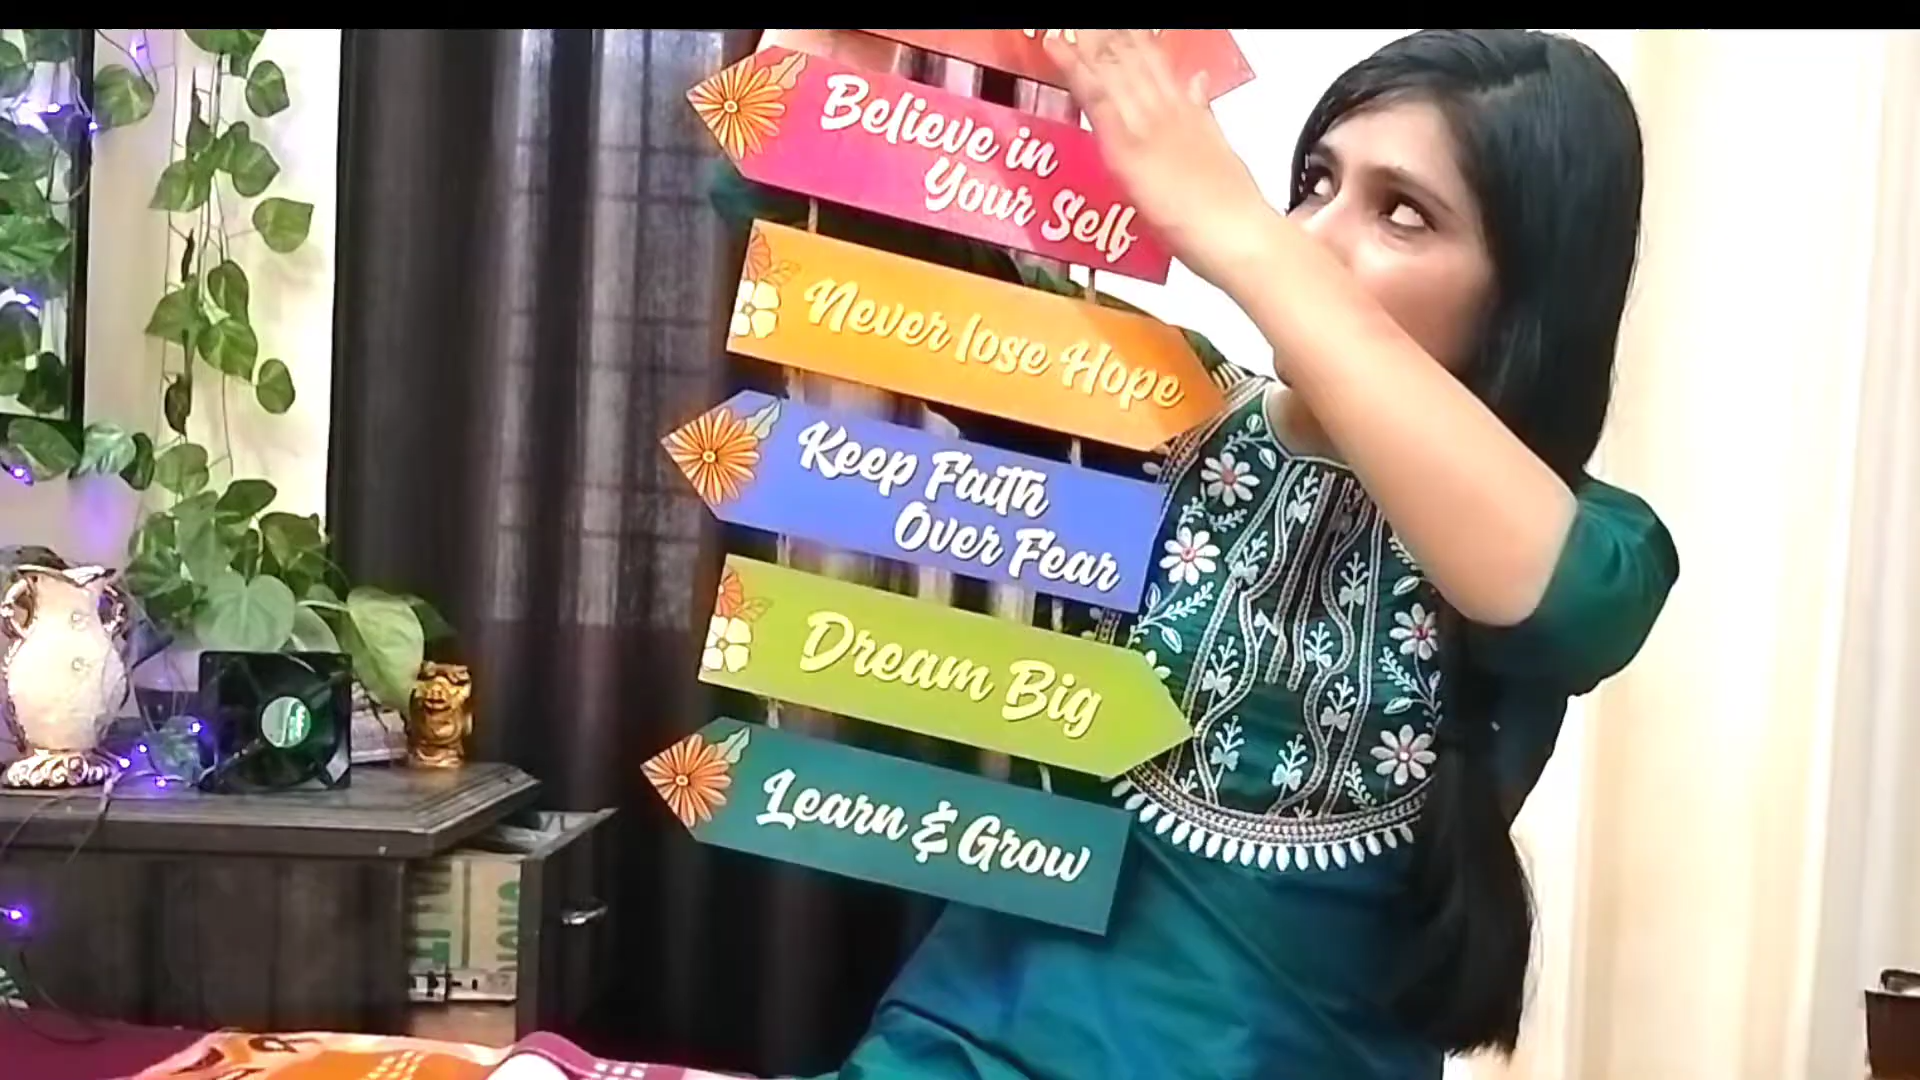 Believe in
Your Self
Never lose Hope
Keep Faith
Over Fear
Dream Big
Learn & Grow